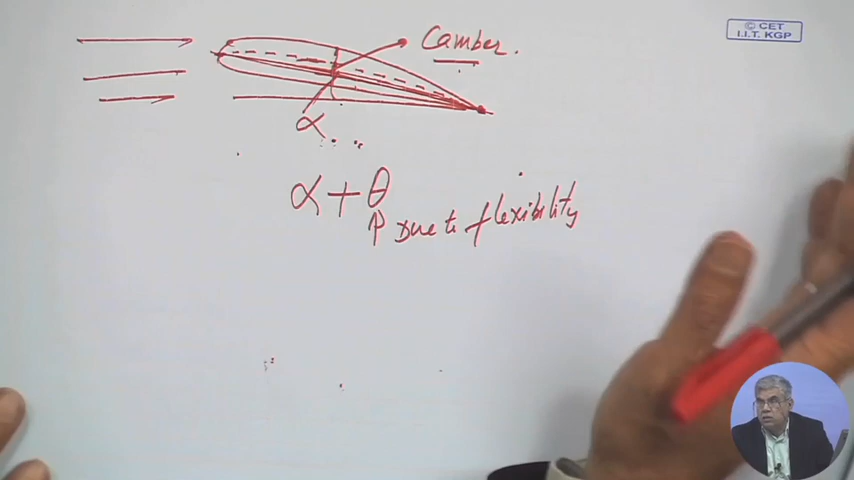 © CET
I.I.T. KGP
Camber.
α
α + θ
Due to flexibility